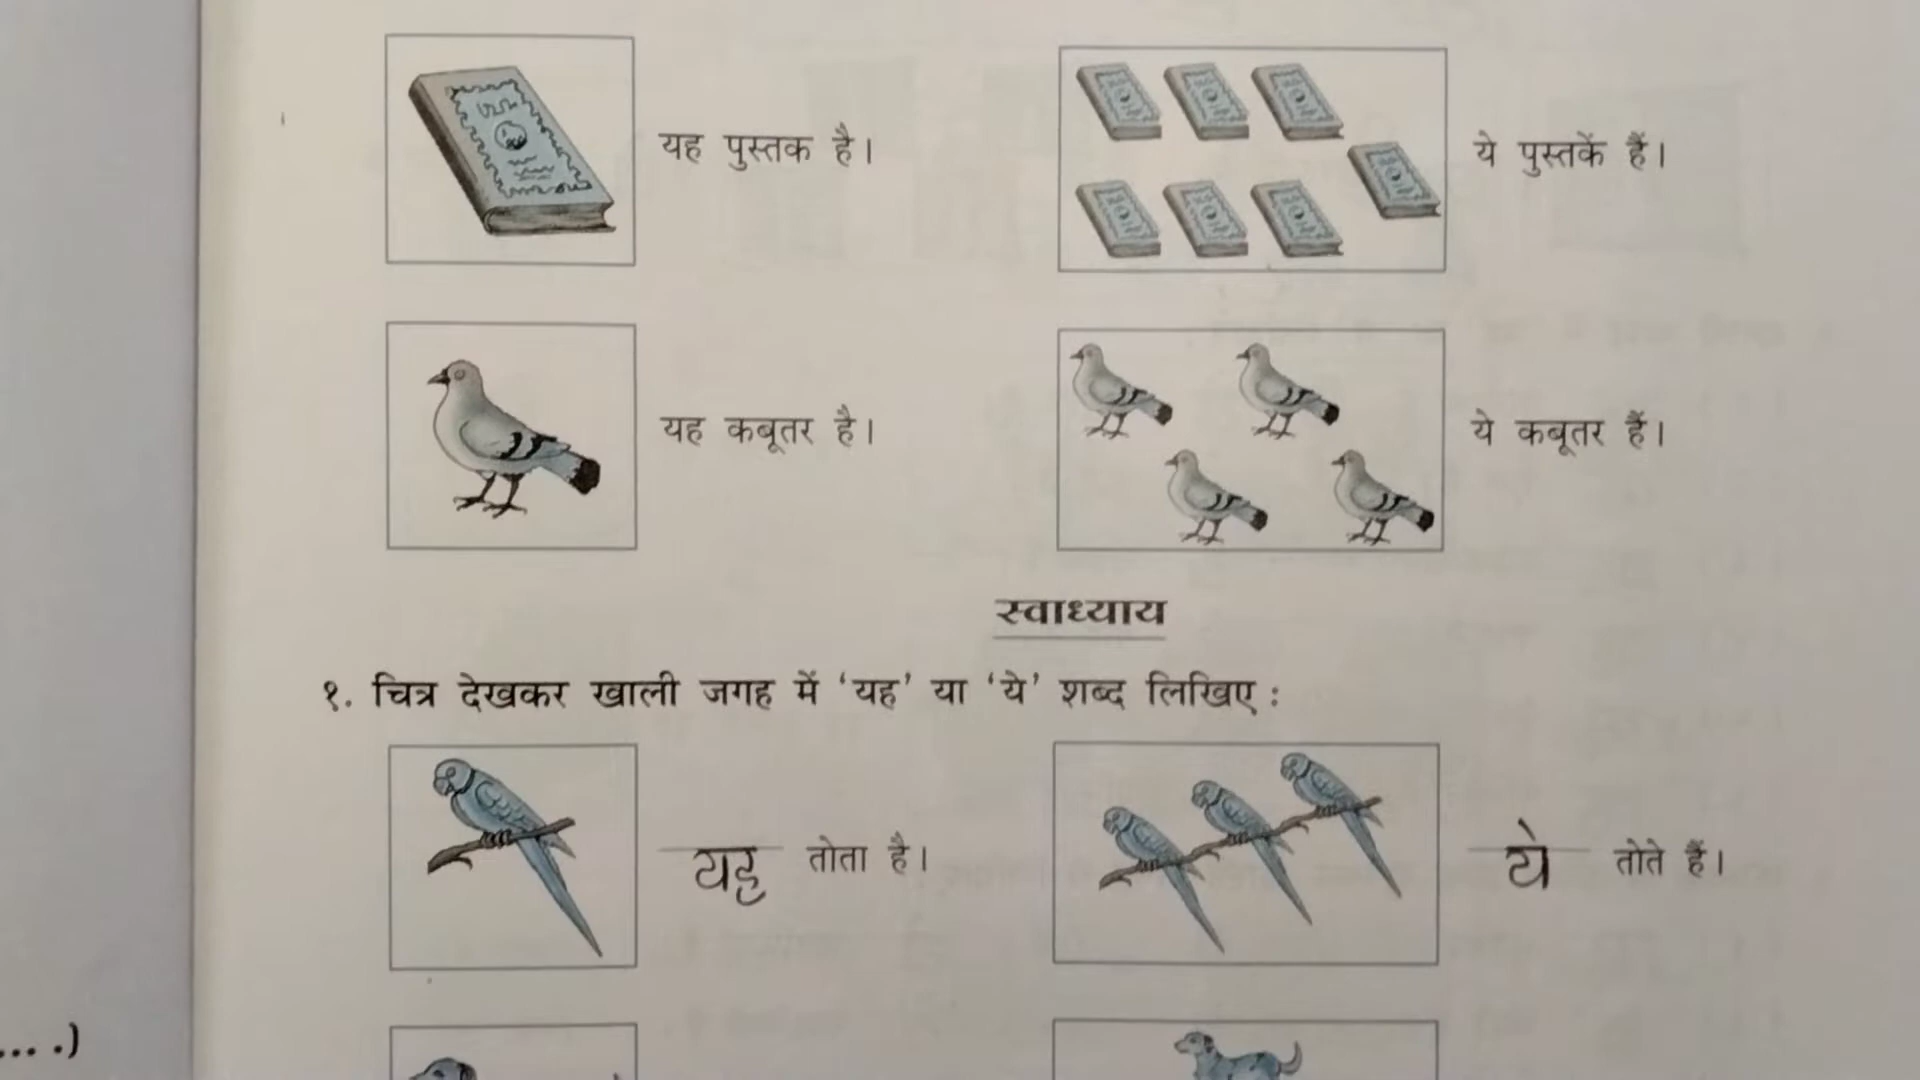 यह पुस्तक है।
ये पुस्तकें हैं।
यह कबूतर है।
ये कबूतर हैं।
स्वाध्याय
१. चित्र देखकर खाली जगह में ‘यह’ या ‘ये’ शब्द लिखिए :
यह तोता है।
ये तोते हैं।
... .)